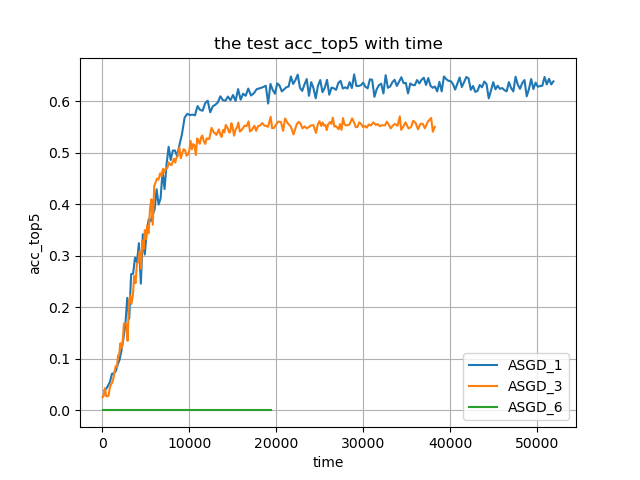 the test acc_top5 with time
acc_top5
0.6
0.5
0.4
0.3
0.2
0.1
0.0
ASGD_1
ASGD_3
ASGD_6
0 10000 20000 30000 40000 50000
time